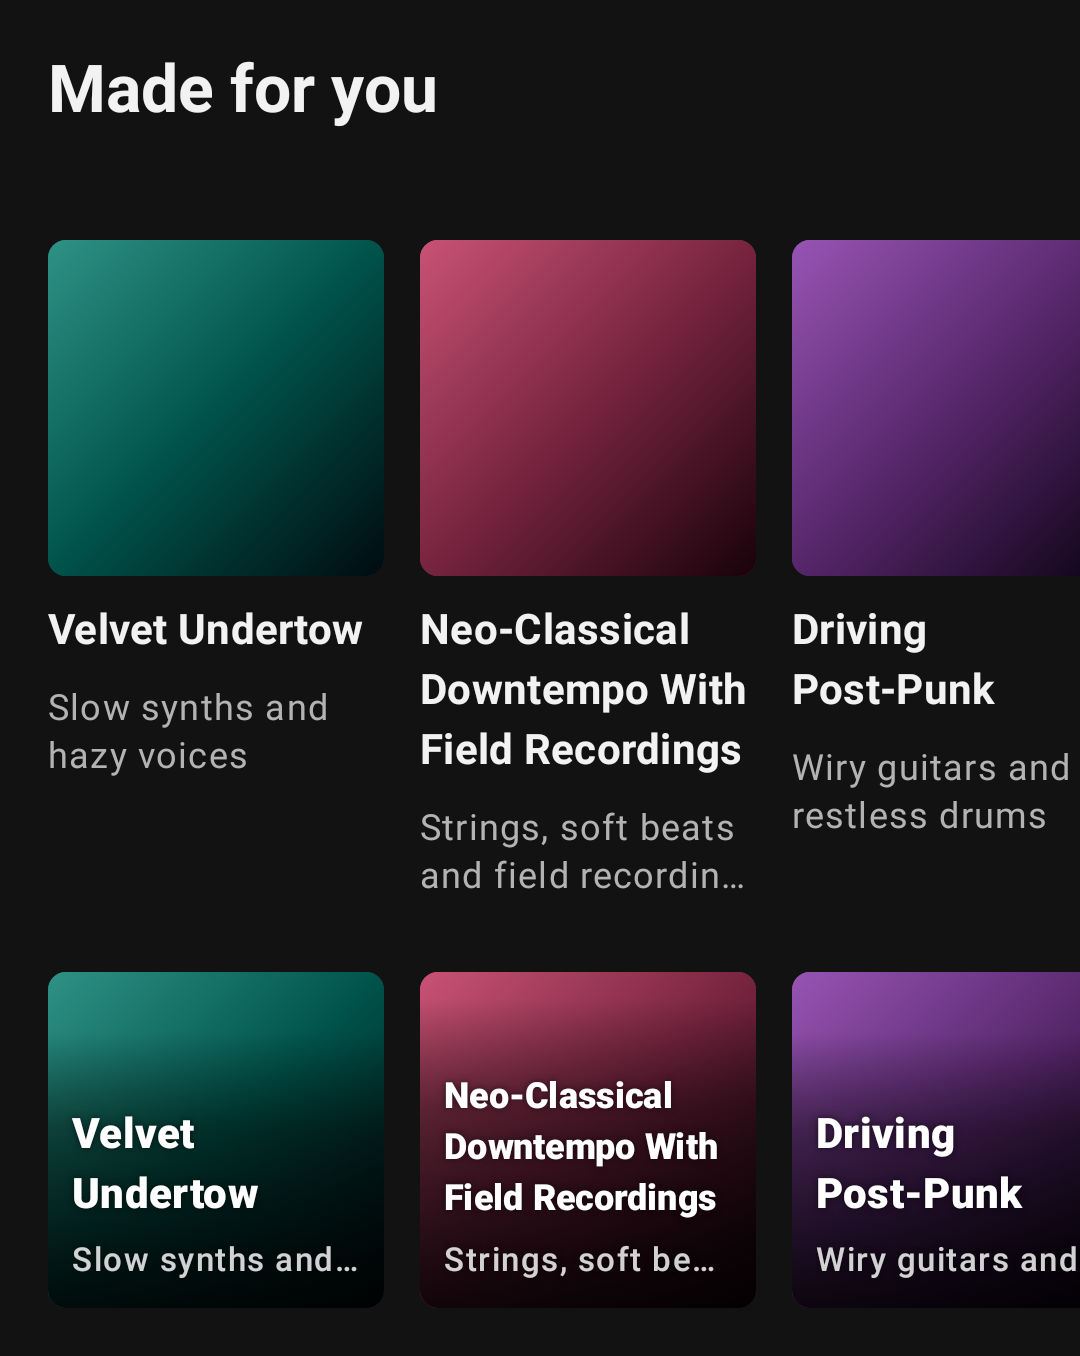 Made for you
Velvet Undertow
Slow synths and
hazy voices
Neo-Classical
Downtempo With
Field Recordings
Strings, soft beats
and field recordin…
Driving
Post-Punk
Wiry guitars and
restless drums
Velvet
Undertow
Slow synths and…
Neo-Classical
Downtempo With
Field Recordings
Strings, soft be…
Driving
Post-Punk
Wiry guitars and